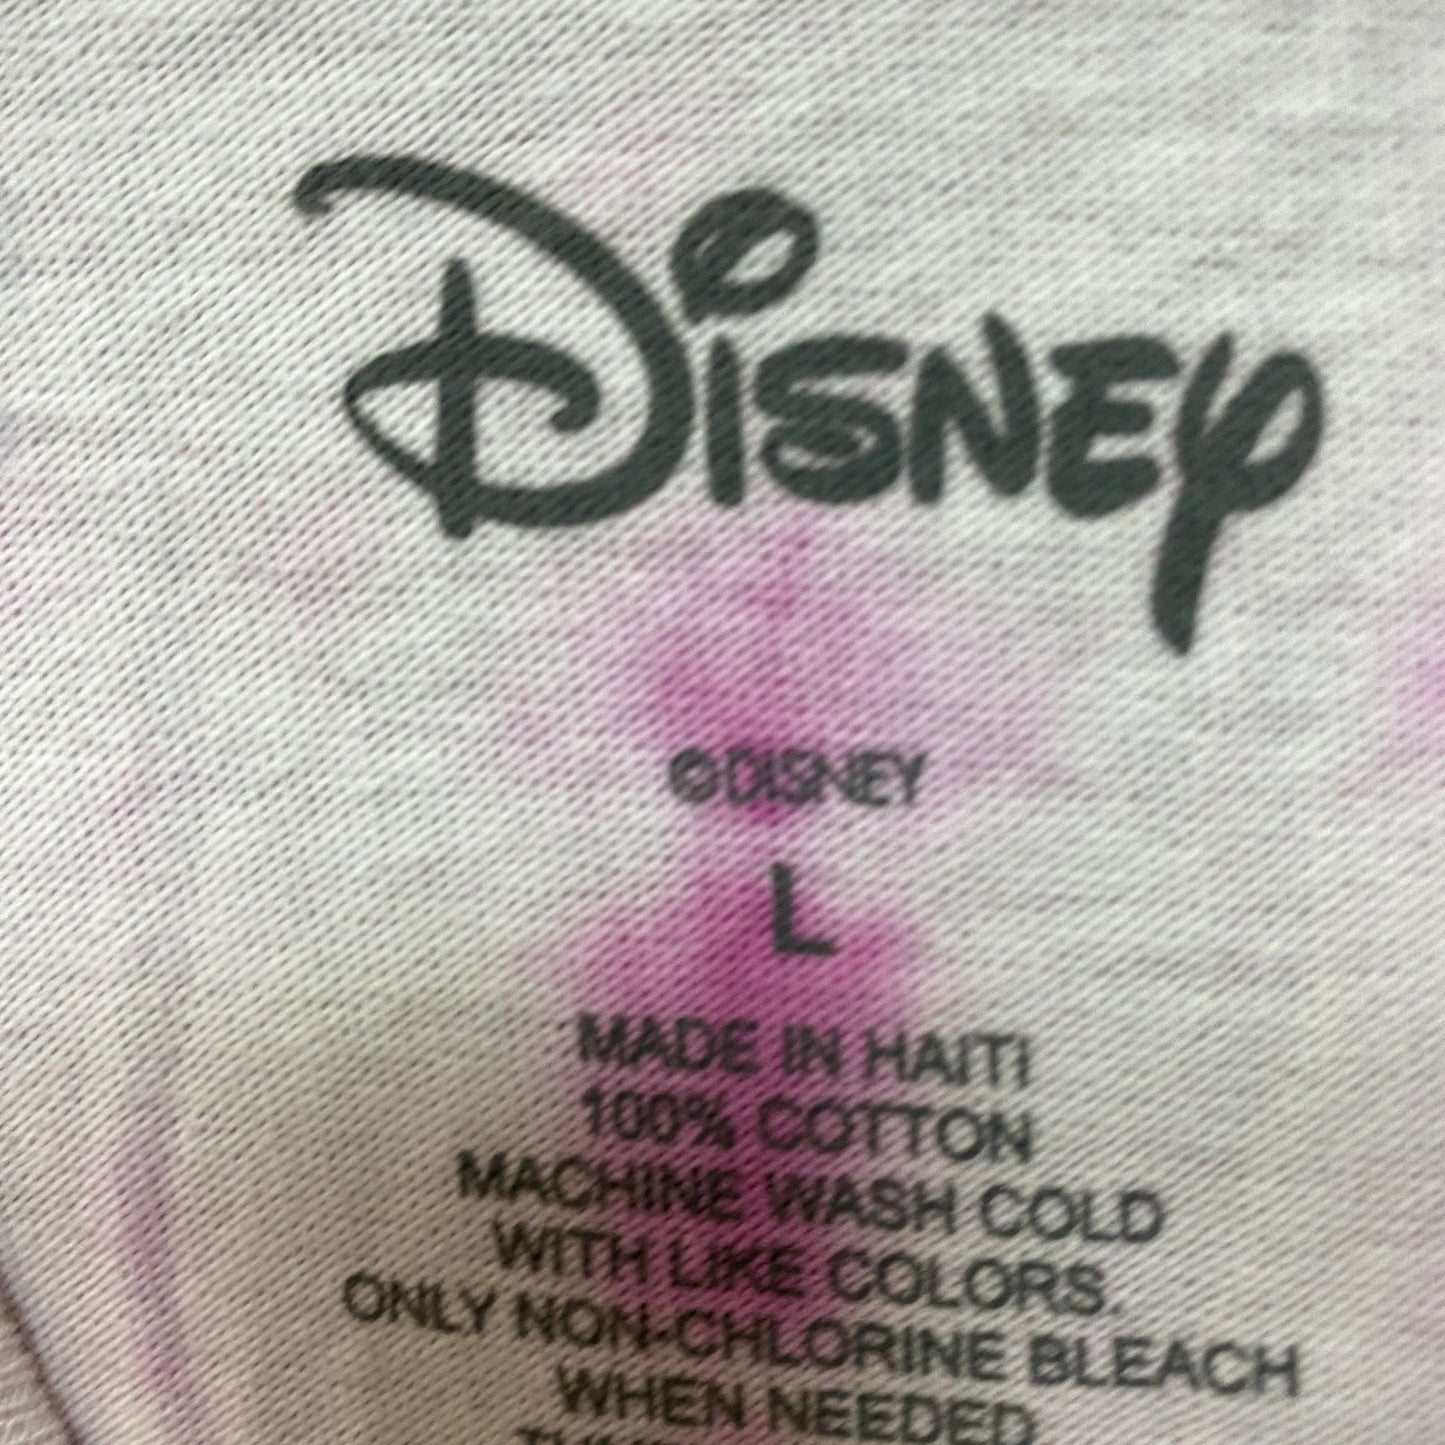 Disney
©DISNEY
L
MADE IN HAITI
100% COTTON
MACHINE WASH COLD
WITH LIKE COLORS.
ONLY NON-CHLORINE BLEACH
WHEN NEEDED